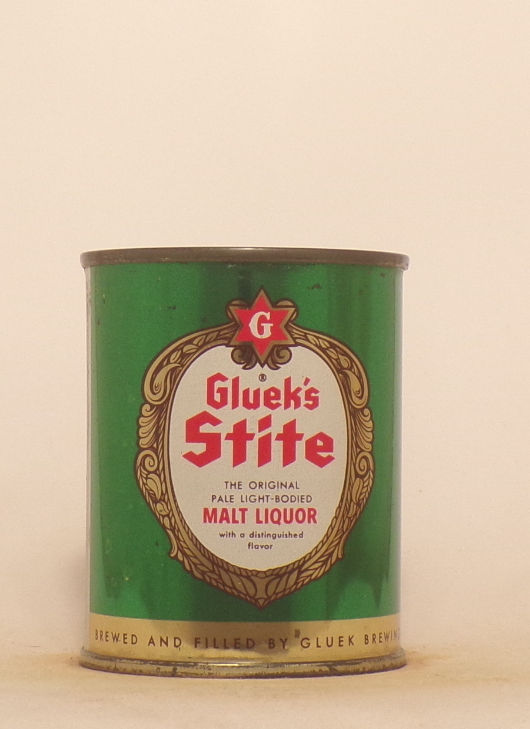 G
®
Gluek's
Stite
THE ORIGINAL
PALE LIGHT-BODIED
MALT LIQUOR
with a distinguished
flavor
BREWED AND FILLED BY GLUEK BREWIN